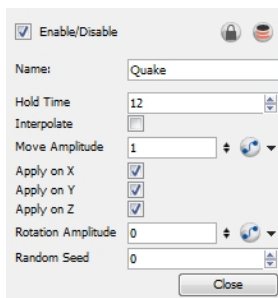 Enable/Disable
Name: Quake
Hold Time 12
Interpolate
Move Amplitude 1
Apply on X
Apply on Y
Apply on Z
Rotation Amplitude 0
Random Seed 0
Close